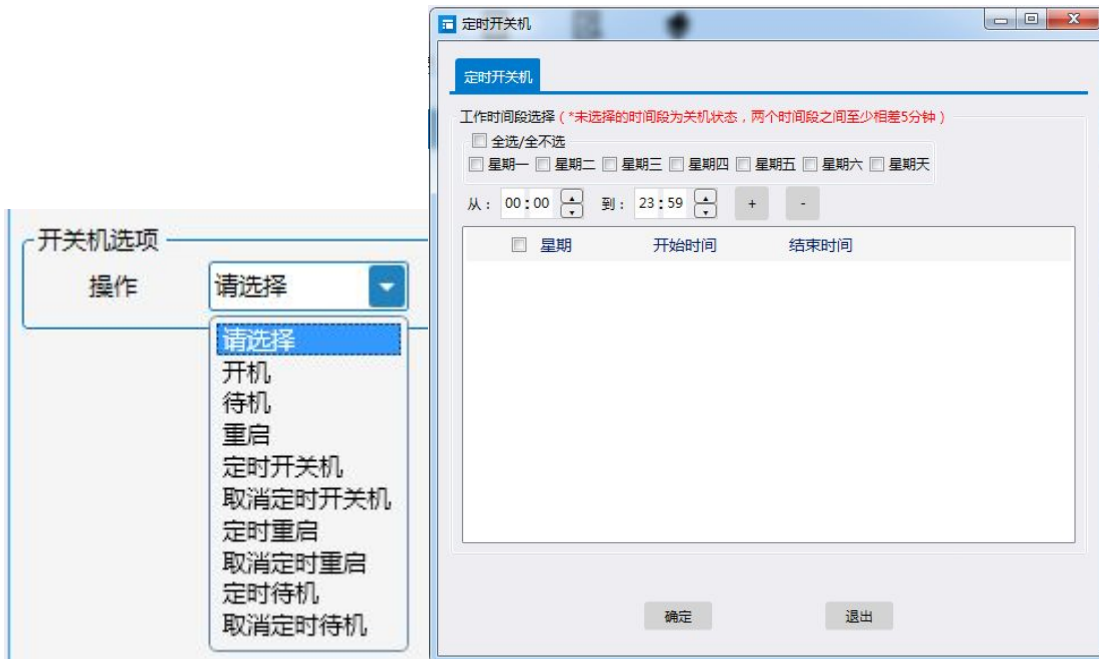 开关机选项
操作
请选择
请选择
开机
待机
重启
定时开关机
取消定时开关机
定时重启
取消定时重启
定时待机
取消定时待机
定时开关机
定时开关机
工作时间段选择(*未选择的时间段为关机状态,两个时间段之间至少相差5分钟)
全选/全不选
星期一 星期二 星期三 星期四 星期五 星期六 星期天
从: 00:00 到: 23:59 + -
星期 开始时间 结束时间
确定 退出